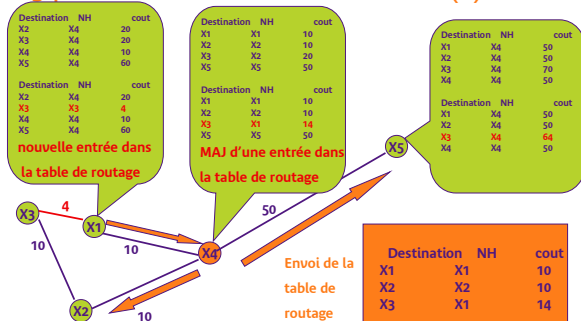 Destination NH cout
X2 X4 20
X3 X4 20
X4 X4 10
X5 X4 60
Destination NH cout
X2 X4 20
X3 X3 4
X4 X4 10
X5 X4 60
nouvelle entrée dans
la table de routage
Destination NH cout
X1 X1 10
X2 X2 10
X3 X2 20
X5 X5 50
Destination NH cout
X1 X1 10
X2 X2 10
X3 X1 14
X5 X5 50
MAJ d'une entrée dans
la table de routage
Destination NH cout
X1 X4 50
X2 X4 50
X3 X4 70
X4 X4 50
Destination NH cout
X1 X4 50
X2 X4 50
X3 X4 64
X4 X4 50
X5
50
4
X3
X1
10
10
X4
X2
10
Envoi de la
table de
routage
Destination NH cout
X1 X1 10
X2 X2 10
X3 X1 14